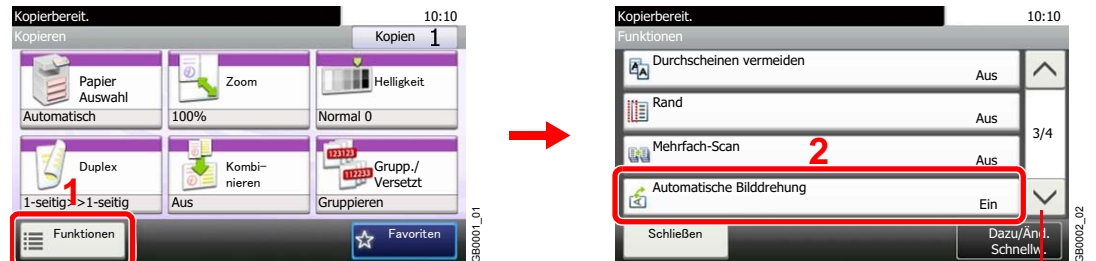 Kopierbereit.
10:10
Kopieren
Kopien 1
Papier
Auswahl
Automatisch
Zoom
100%
Helligkeit
Normal 0
Duplex
1-seitig>>1-seitig
Kombi-
nieren
Aus
123123
112233
Grupp./
Versetzt
Gruppieren
1
Funktionen
Favoriten
GB0001_01
Kopierbereit.
10:10
Funktionen
Durchscheinen vermeiden
Aus
Rand
Aus
3/4
Mehrfach-Scan
Aus
2
Automatische Bilddrehung
Ein
Schließen
Dazu/Änd.
Schnellw.
GB0002_02